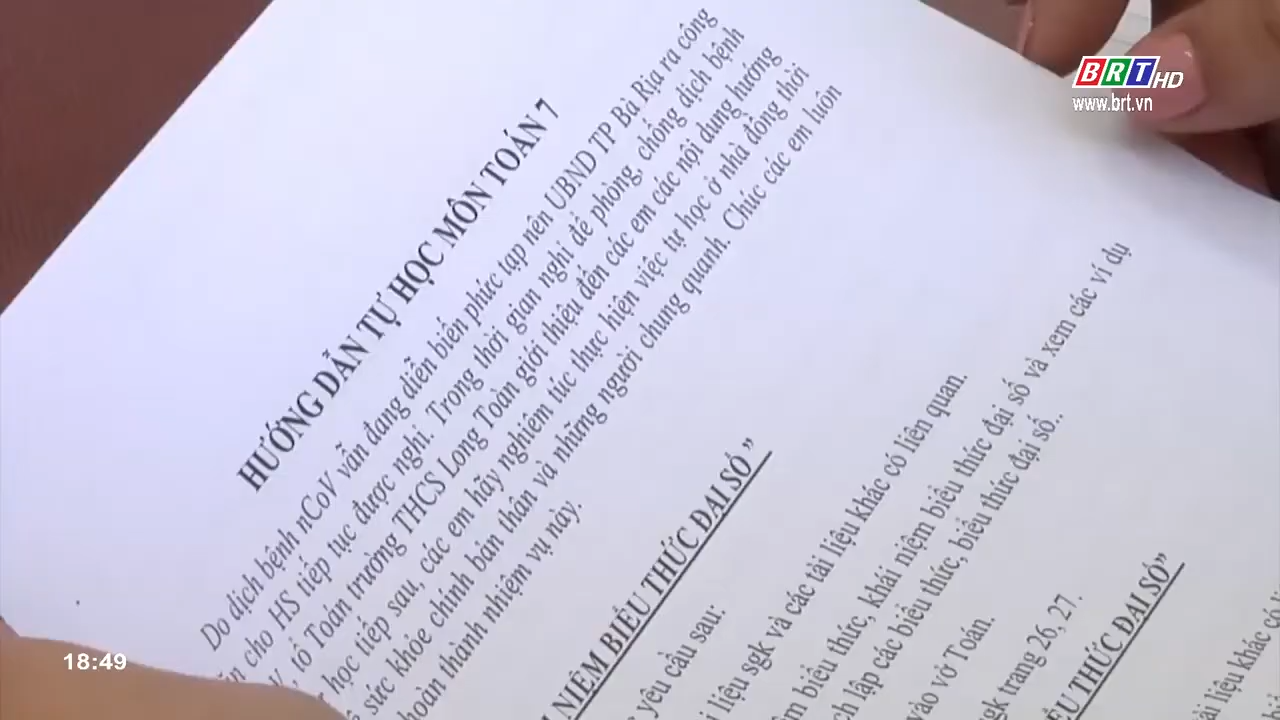 BRT HD
www.brt.vn
HƯỚNG DẪN TỰ HỌC MÔN TOÁN 7
Do dịch bệnh nCoV vẫn đang diễn biến phức tạp nên UBND TP Bà Rịa ra công
cho HS tiếp tục được nghỉ. Trong thời gian nghỉ để phòng, chống dịch bệnh
, tổ Toán trường THCS Long Toàn giới thiệu đến các em các nội dung hướng
học tiếp sau, các em hãy nghiêm túc thực hiện việc tự học ở nhà đồng thời
sức khỏe chính bản thân và những người chung quanh. Chúc các em luôn
hoàn thành nhiệm vụ này.
NIỆM BIỂU THỨC ĐẠI SỐ ”
yêu cầu sau:
liệu sgk và các tài liệu khác có liên quan.
biểu thức, khái niệm biểu thức đại số và xem các ví dụ
lập các biểu thức, biểu thức đại số..
vào vở Toán.
trang 26, 27.
THỨC ĐẠI SỐ”
liệu khác có
18:49